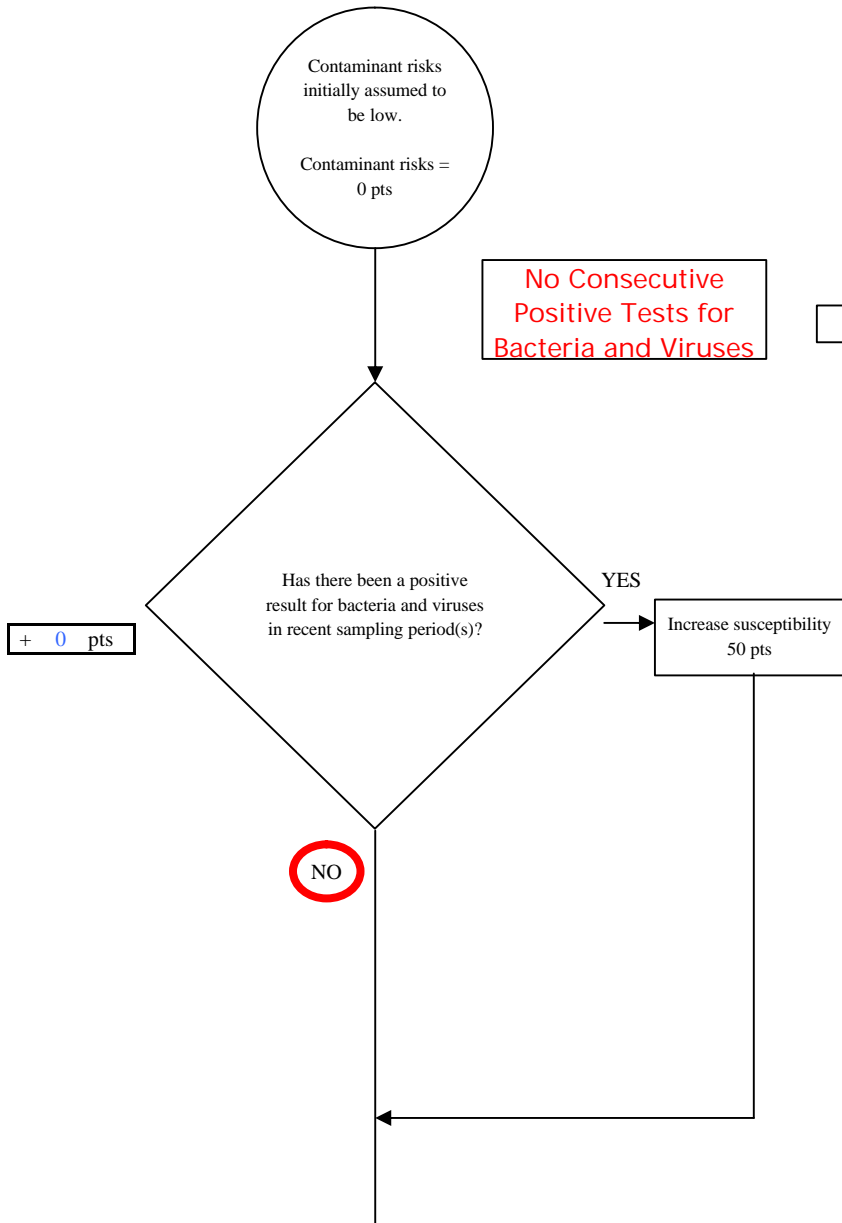 Contaminant risks
initially assumed to
be low.
Contaminant risks =
0 pts
No Consecutive
Positive Tests for
Bacteria and Viruses
Has there been a positive
result for bacteria and viruses
in recent sampling period(s)?
YES
Increase susceptibility
50 pts
+ 0 pts
NO